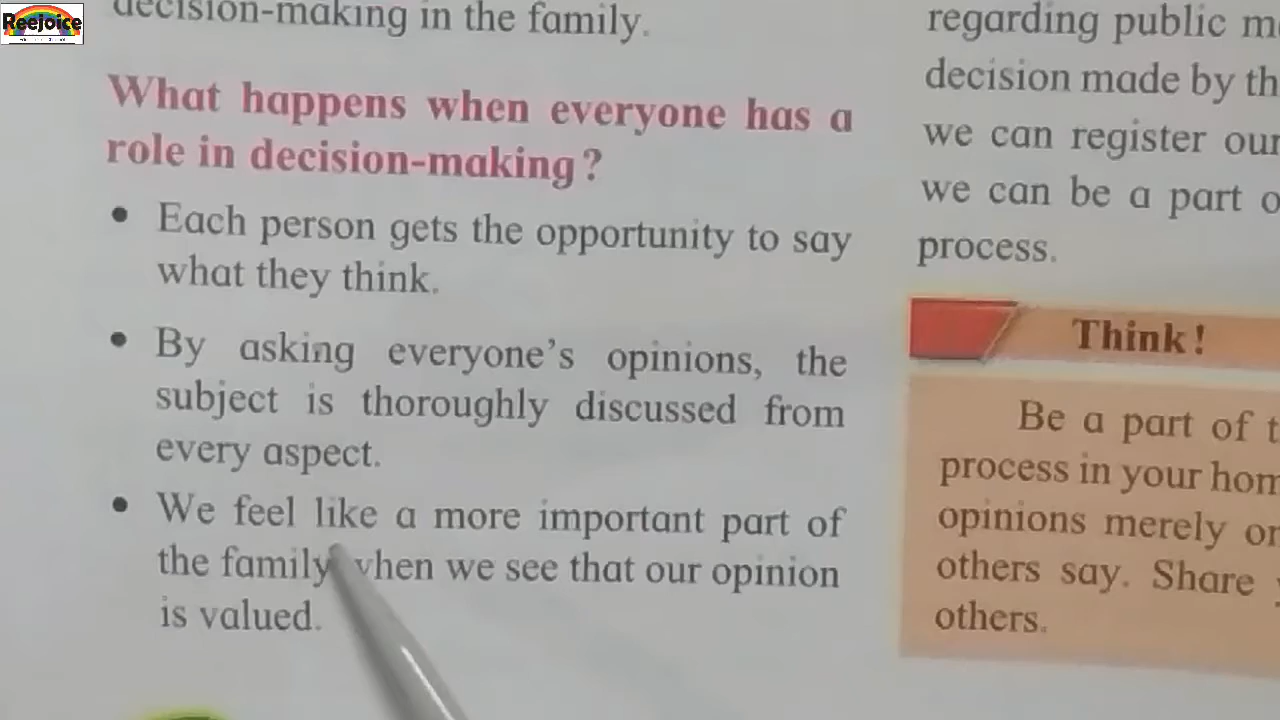 Reejoice
decision-making in the family.
What happens when everyone has a
role in decision-making?
• Each person gets the opportunity to say
what they think.
• By asking everyone's opinions, the
subject is thoroughly discussed from
every aspect.
• We feel like a more important part of
the family when we see that our opinion
is valued.
regarding public
decision made by
we can register our
we can be a part
process.
Think!
Be a part of
process in your
opinions merely
others say. Share
others.